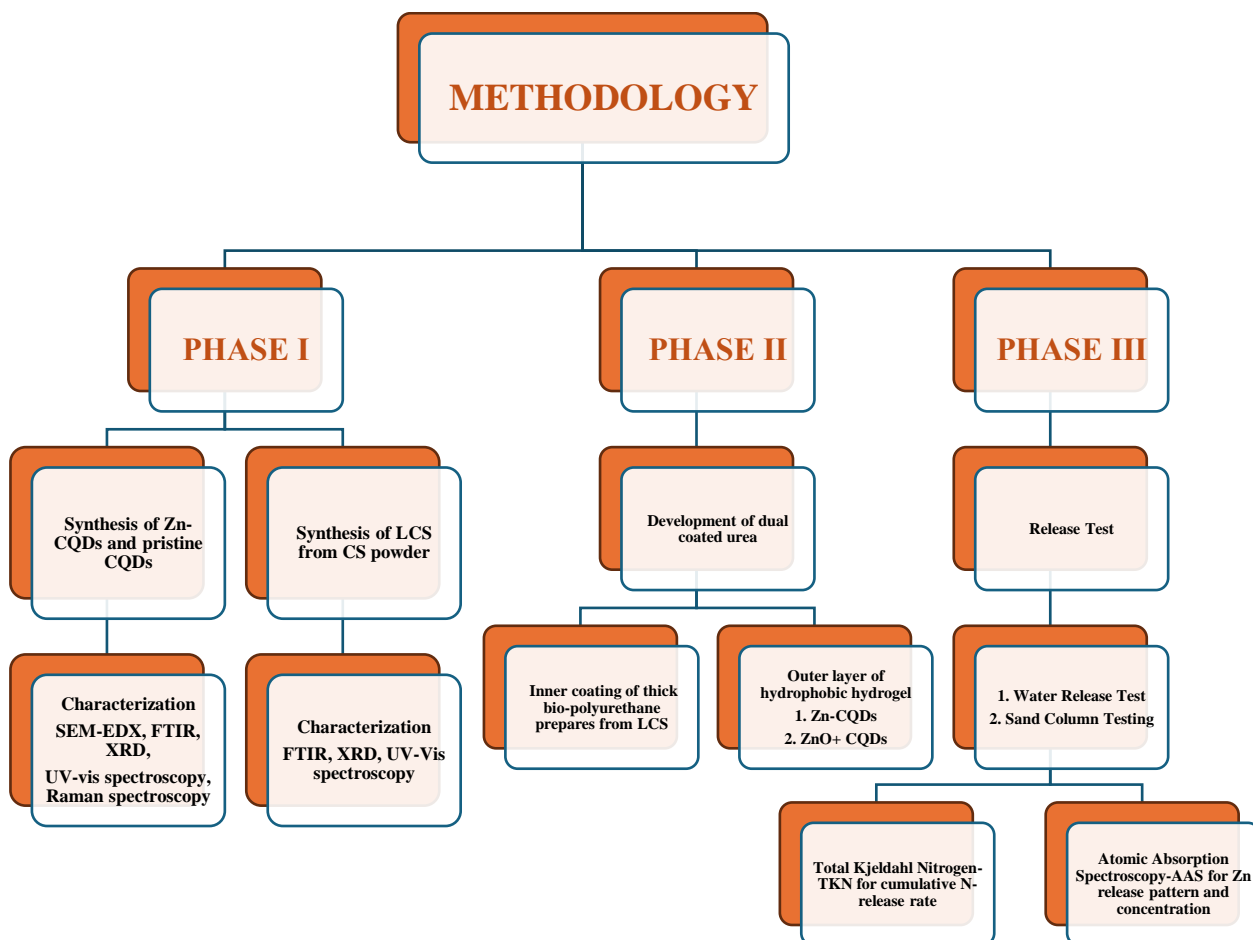 METHODOLOGY
PHASE I
PHASE II
PHASE III
Synthesis of Zn-
CQDs and pristine
CQDs
Synthesis of LCS
from CS powder
Development of dual
coated urea
Release Test
Characterization
SEM-EDX, FTIR,
XRD,
UV-vis spectroscopy,
Raman spectroscopy
Characterization
FTIR, XRD, UV-Vis
spectroscopy
Inner coating of thick
bio-polyurethane
prepares from LCS
Outer layer of
hydrophobic hydrogel
1. Zn-CQDs
2. ZnO+ CQDs
1. Water Release Test
2. Sand Column Testing
Total Kjeldahl Nitrogen-
TKN for cumulative N-
release rate
Atomic Absorption
Spectroscopy-AAS for Zn
release pattern and
concentration